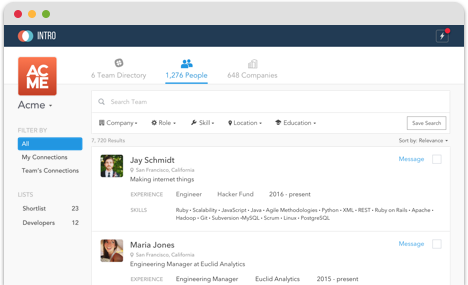 INTRO
AC
ME
Acme
6 Team Directory
1,276 People
648 Companies
Search Team
Company
Role
Skill
Location
Education
Save Search
7, 720 Results
Sort by: Relevance
FILTER BY
All
My Connections
Team's Connections
LISTS
Shortlist 23
Developers 12
Jay Schmidt
Message
San Francisco, California
Making internet things
EXPERIENCE Engineer Hacker Fund 2016 - present
SKILLS Ruby • Scalability • JavaScript • Java • Agile Methodologies • Python • XML • REST • Ruby on Rails • Apache •
Hadoop • Git • Subversion •MySQL • Scrum • Linux • PostgreSQL
Maria Jones
Message
San Francisco, California
Engineering Manager at Euclid Analytics
EXPERIENCE Engineering Manager Euclid Analytics 2015 - present